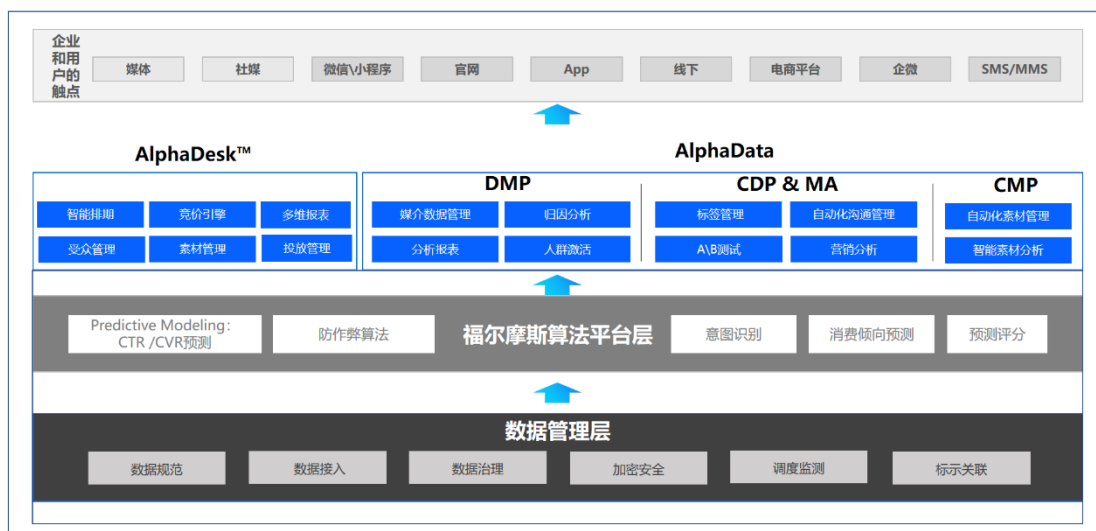 企业
和用
户的
触点
媒体
社媒
微信\小程序
官网
App
线下
电商平台
企微
SMS/MMS
AlphaDesk™
AlphaData
智能排期
竞价引擎
多维报表
受众管理
素材管理
投放管理
DMP
媒介数据管理
归因分析
分析报表
人群激活
CDP & MA
标签管理
自动化沟通管理
A\B测试
营销分析
CMP
自动化素材管理
智能素材分析
Predictive Modeling:
CTR /CVR预测
防作弊算法
福尔摩斯算法平台层
意图识别
消费倾向预测
预测评分
数据管理层
数据规范
数据接入
数据治理
加密安全
调度监测
标示关联